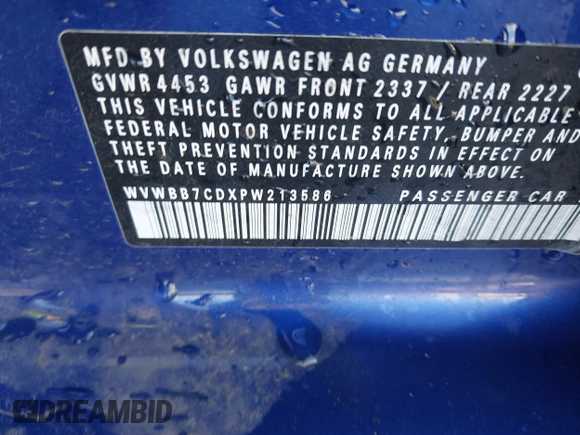 MFD. BY VOLKSWAGEN AG GERMANY
GVWR 4453 GAWR FRONT 2337 / REAR 2227
THIS VEHICLE CONFORMS TO ALL APPLICABLE
FEDERAL MOTOR VEHICLE SAFETY, BUMPER AND
THEFT PREVENTION STANDARDS IN EFFECT ON
THE DATE OF MANUFACTURE SHOWN ABOVE.
WVWBB7CDXPW213586 PASSENGER CAR
DREAMBID